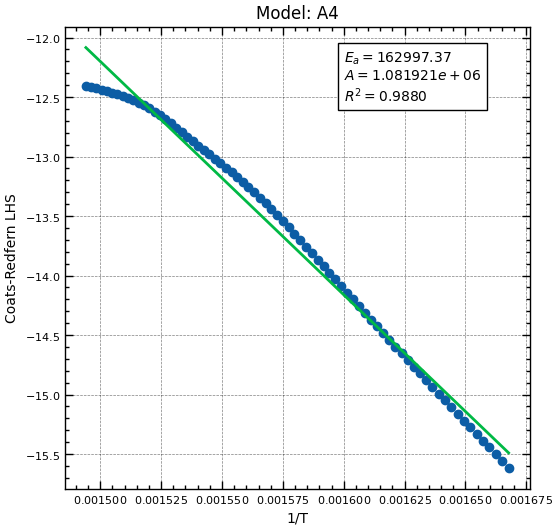 Model: A4
−12.0
−12.5
−13.0
−13.5
−14.0
−14.5
−15.0
−15.5
Coats-Redfern LHS
E_a = 162997.37
A = 1.081921e + 06
R² = 0.9880
0.001500 0.001525 0.001550 0.001575 0.001600 0.001625 0.001650 0.001675
1/T